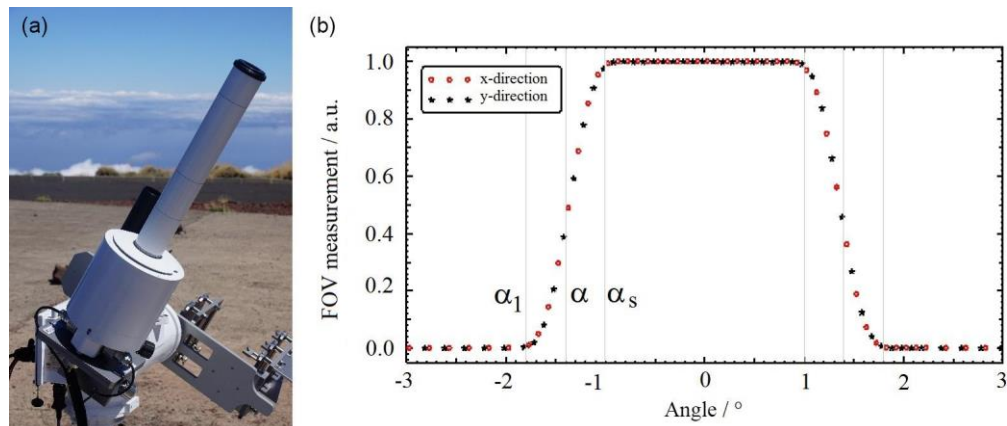 (a)
(b)
FOV measurement / a.u.
1.0
0.8
0.6
0.4
0.2
0.0
x-direction
y-direction
α₁ α αₛ
-3 -2 -1 0 1 2 3
Angle / °